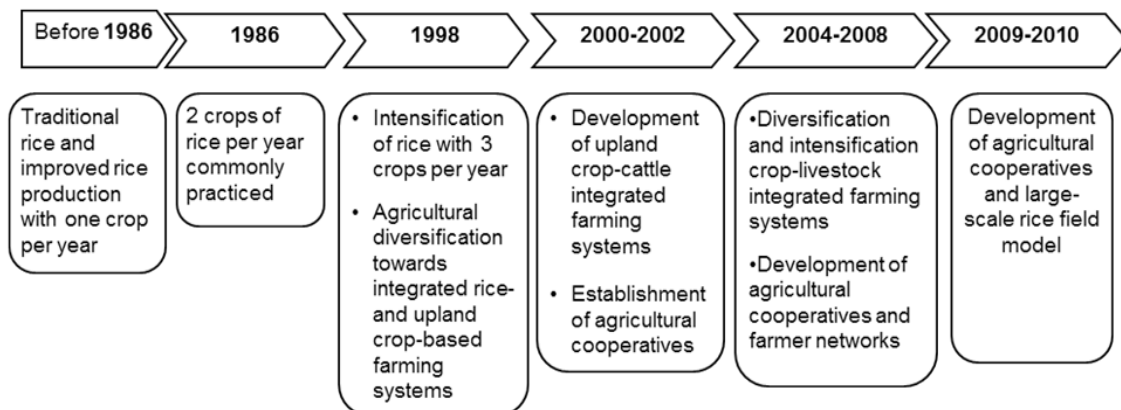 Before 1986
1986
1998
2000-2002
2004-2008
2009-2010
Traditional
rice and
improved rice
production
with one crop
per year
2 crops of
rice per year
commonly
practiced
• Intensification
of rice with 3
crops per year
• Agricultural
diversification
towards
integrated rice-
and upland
crop-based
farming
systems
• Development
of upland
crop-cattle
integrated
farming
systems
• Establishment
of agricultural
cooperatives
•Diversification
and intensification
crop-livestock
integrated farming
systems
•Development of
agricultural
cooperatives and
farmer networks
Development
of agricultural
cooperatives
and large-
scale rice field
model